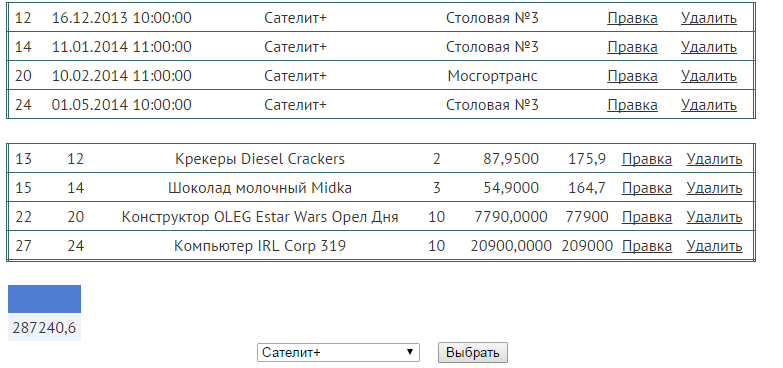 12 16.12.2013 10:00:00 Сателит+ Столовая №3 Правка Удалить
14 11.01.2014 11:00:00 Сателит+ Столовая №3 Правка Удалить
20 10.02.2014 11:00:00 Сателит+ Мосгортранс Правка Удалить
24 01.05.2014 10:00:00 Сателит+ Столовая №3 Правка Удалить
13 12 Крекеры Diesel Crackers 2 87,9500 175,9 Правка Удалить
15 14 Шоколад молочный Midka 3 54,9000 164,7 Правка Удалить
22 20 Конструктор OLEG Estar Wars Орел Дня 10 7790,0000 77900 Правка Удалить
27 24 Компьютер IRL Corp 319 10 20900,0000 209000 Правка Удалить
287240,6
Сателит+ Выбрать